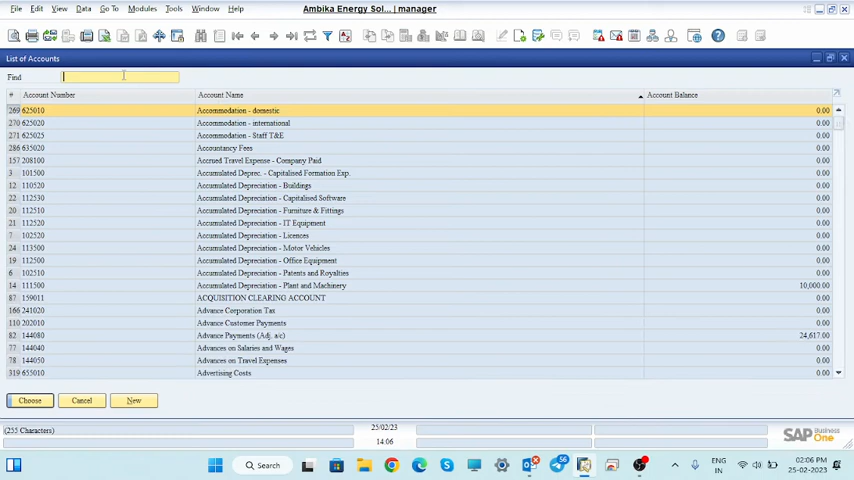 Ambika Energy Sol... | manager
File Edit View Data Go To Modules Tools Window Help
List of Accounts
Find
# Account Number Account Name Account Balance
269 625010 Accommodation - domestic 0.00
270 625020 Accommodation - international 0.00
271 625025 Accommodation - Staff T&E 0.00
286 635020 Accountancy Fees 0.00
157 208100 Accrued Travel Expense - Company Paid 0.00
3 101500 Accumulated Deprec. - Capitalised Formation Exp. 0.00
12 110520 Accumulated Depreciation - Buildings 0.00
22 112530 Accumulated Depreciation - Capitalised Software 0.00
20 112510 Accumulated Depreciation - Furniture & Fittings 0.00
21 112520 Accumulated Depreciation - IT Equipment 0.00
7 102520 Accumulated Depreciation - Licences 0.00
24 113500 Accumulated Depreciation - Motor Vehicles 0.00
19 112500 Accumulated Depreciation - Office Equipment 0.00
6 102510 Accumulated Depreciation - Patents and Royalties 0.00
14 111500 Accumulated Depreciation - Plant and Machinery 10,000.00
87 159011 ACQUISITION CLEARING ACCOUNT 0.00
166 241020 Advance Corporation Tax 0.00
110 202010 Advance Customer Payments 0.00
82 144080 Advance Payments (Adj. a/c) 24,617.00
77 144040 Advances on Salaries and Wages 0.00
78 144050 Advances on Travel Expenses 0.00
319 655010 Advertising Costs 0.00
Choose Cancel New
(255 Characters) 25/02/23
14:06
SAP Business One
Search 56 ENG IN 02:06 PM 25-02-2023